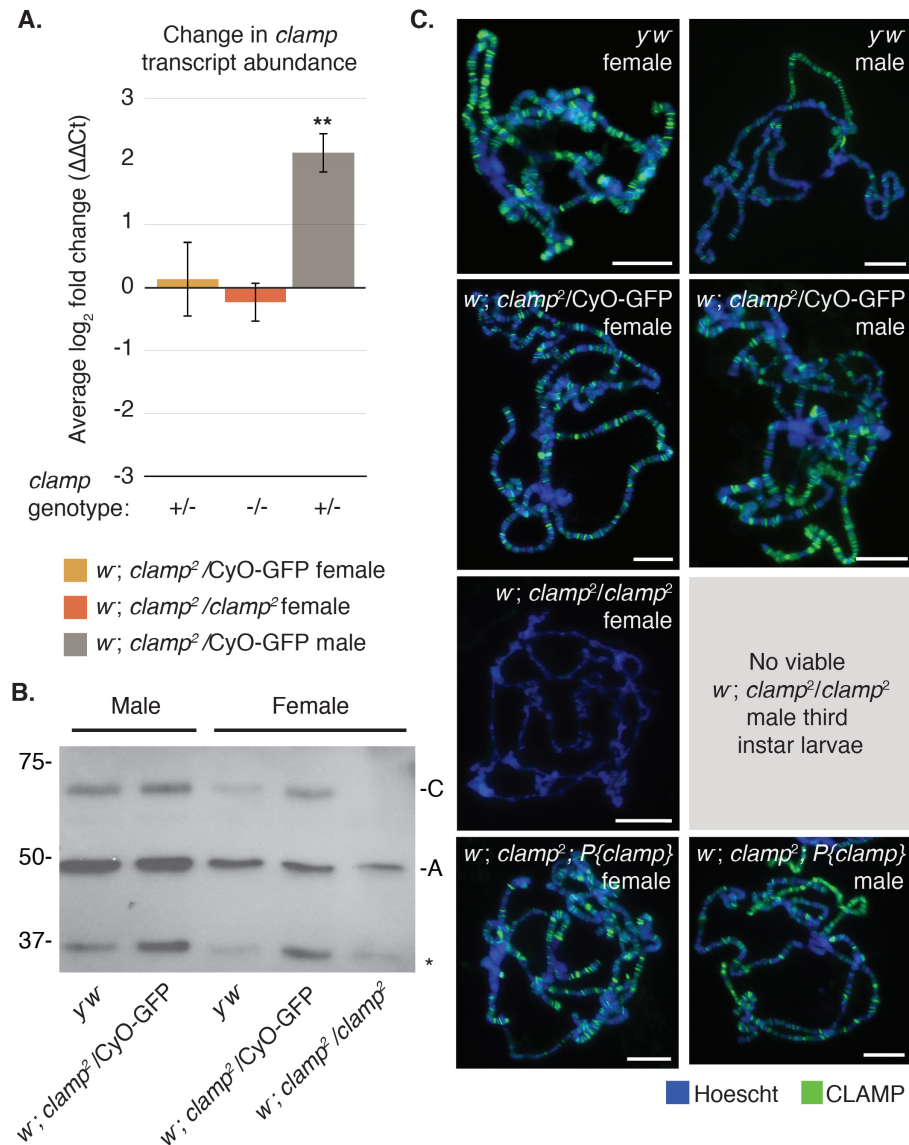 A.
Change in clamp
transcript abundance
Average log2 fold change (ΔΔCt)
3
2
1
0
-1
-2
-3
**
clamp
genotype:
+/- -/- +/-
w-; clamp2/CyO-GFP female
w-; clamp2/clamp2 female
w-; clamp2/CyO-GFP male
B.
Male Female
75-
50-
37-
-C
-A
*
y-w-
w-; clamp2/CyO-GFP
y-w-
w-; clamp2/CyO-GFP
w-; clamp2/clamp2
C.
y-w-
female
y-w-
male
w-; clamp2/CyO-GFP
female
w-; clamp2/CyO-GFP
male
w-; clamp2/clamp2
female
No viable
w-; clamp2/clamp2
male third
instar larvae
w-; clamp2; P{clamp}
female
w-; clamp2; P{clamp}
male
Hoescht CLAMP